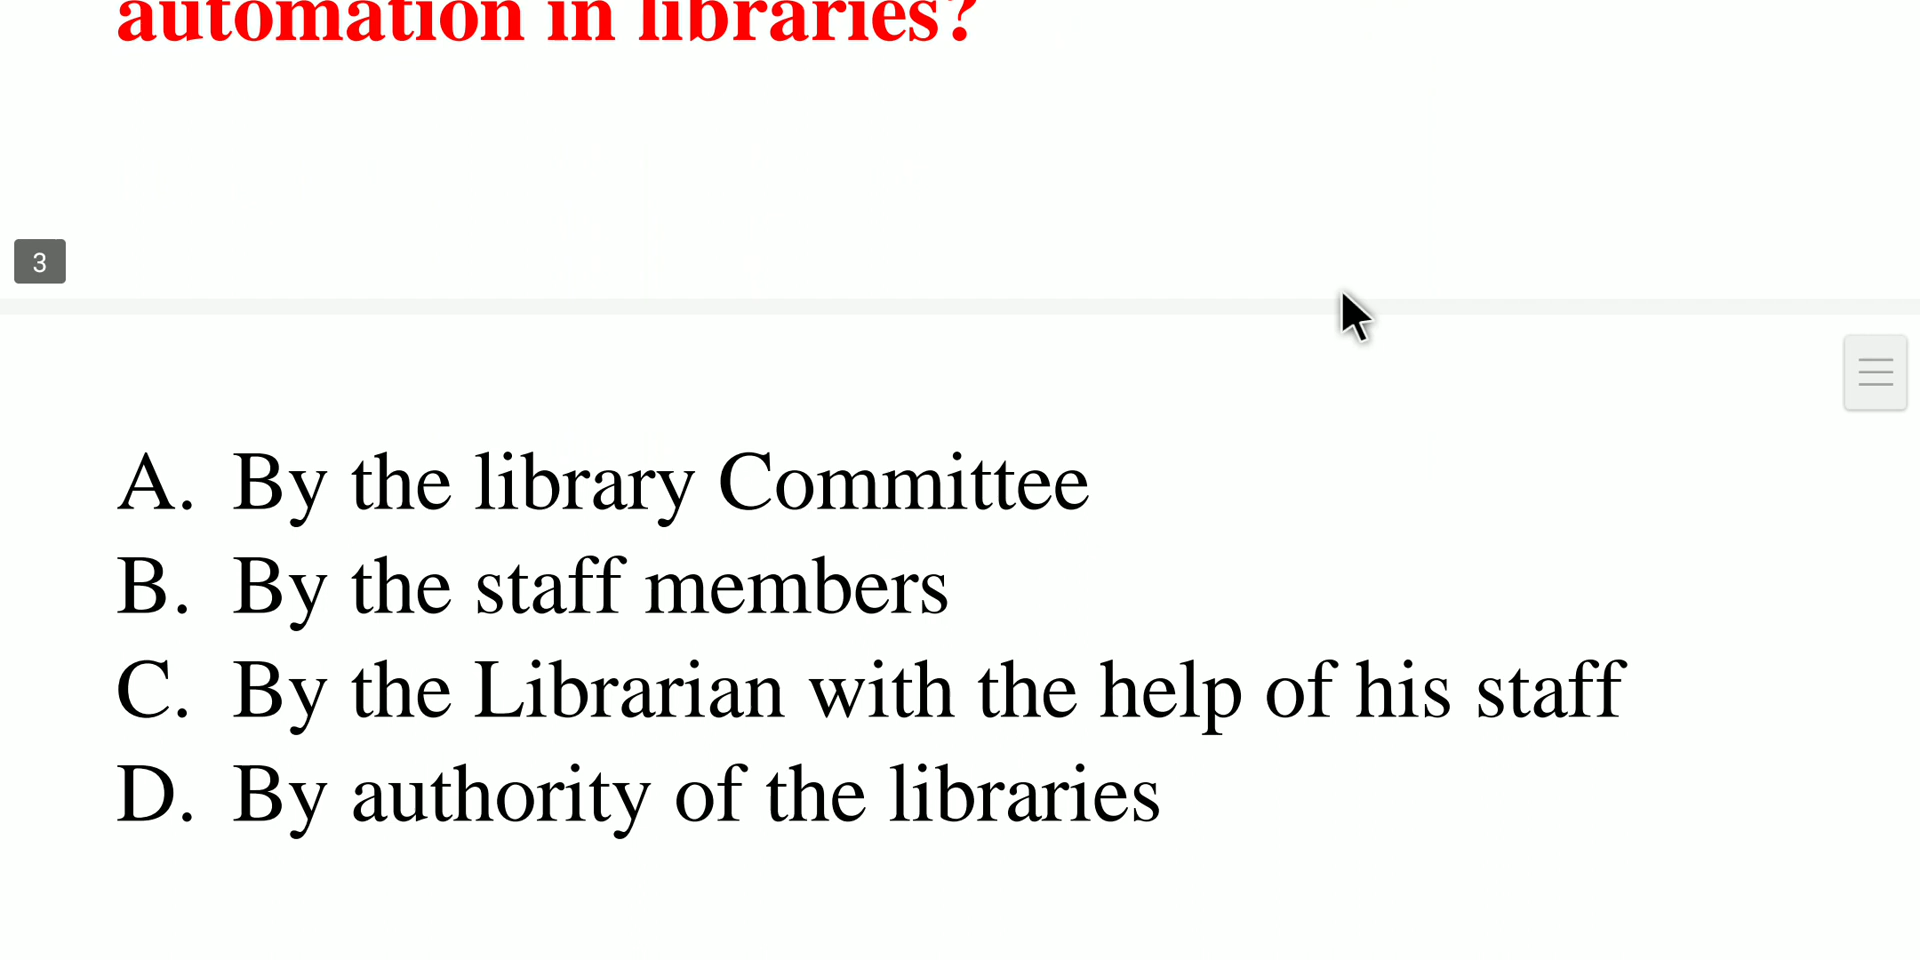 automation in libraries?
3
A. By the library Committee
B. By the staff members
C. By the Librarian with the help of his staff
D. By authority of the libraries